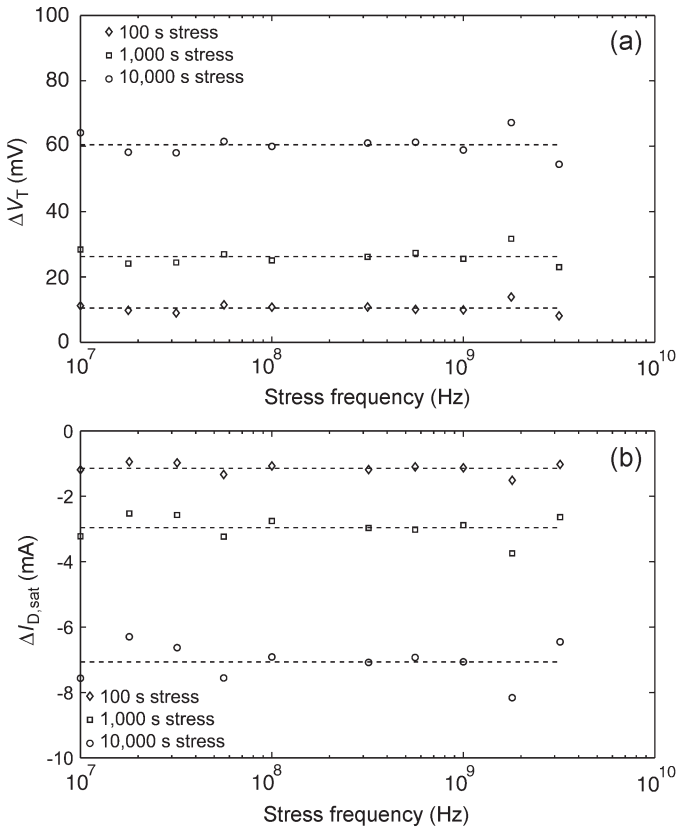 100
◇ 100 s stress
□ 1,000 s stress
○ 10,000 s stress
(a)
80
60
40
20
0
ΔV_T (mV)
10^7 10^8 10^9 10^10
Stress frequency (Hz)
0
(b)
-2
-4
-6
-8
-10
ΔI_D,sat (mA)
◇ 100 s stress
□ 1,000 s stress
○ 10,000 s stress
10^7 10^8 10^9 10^10
Stress frequency (Hz)